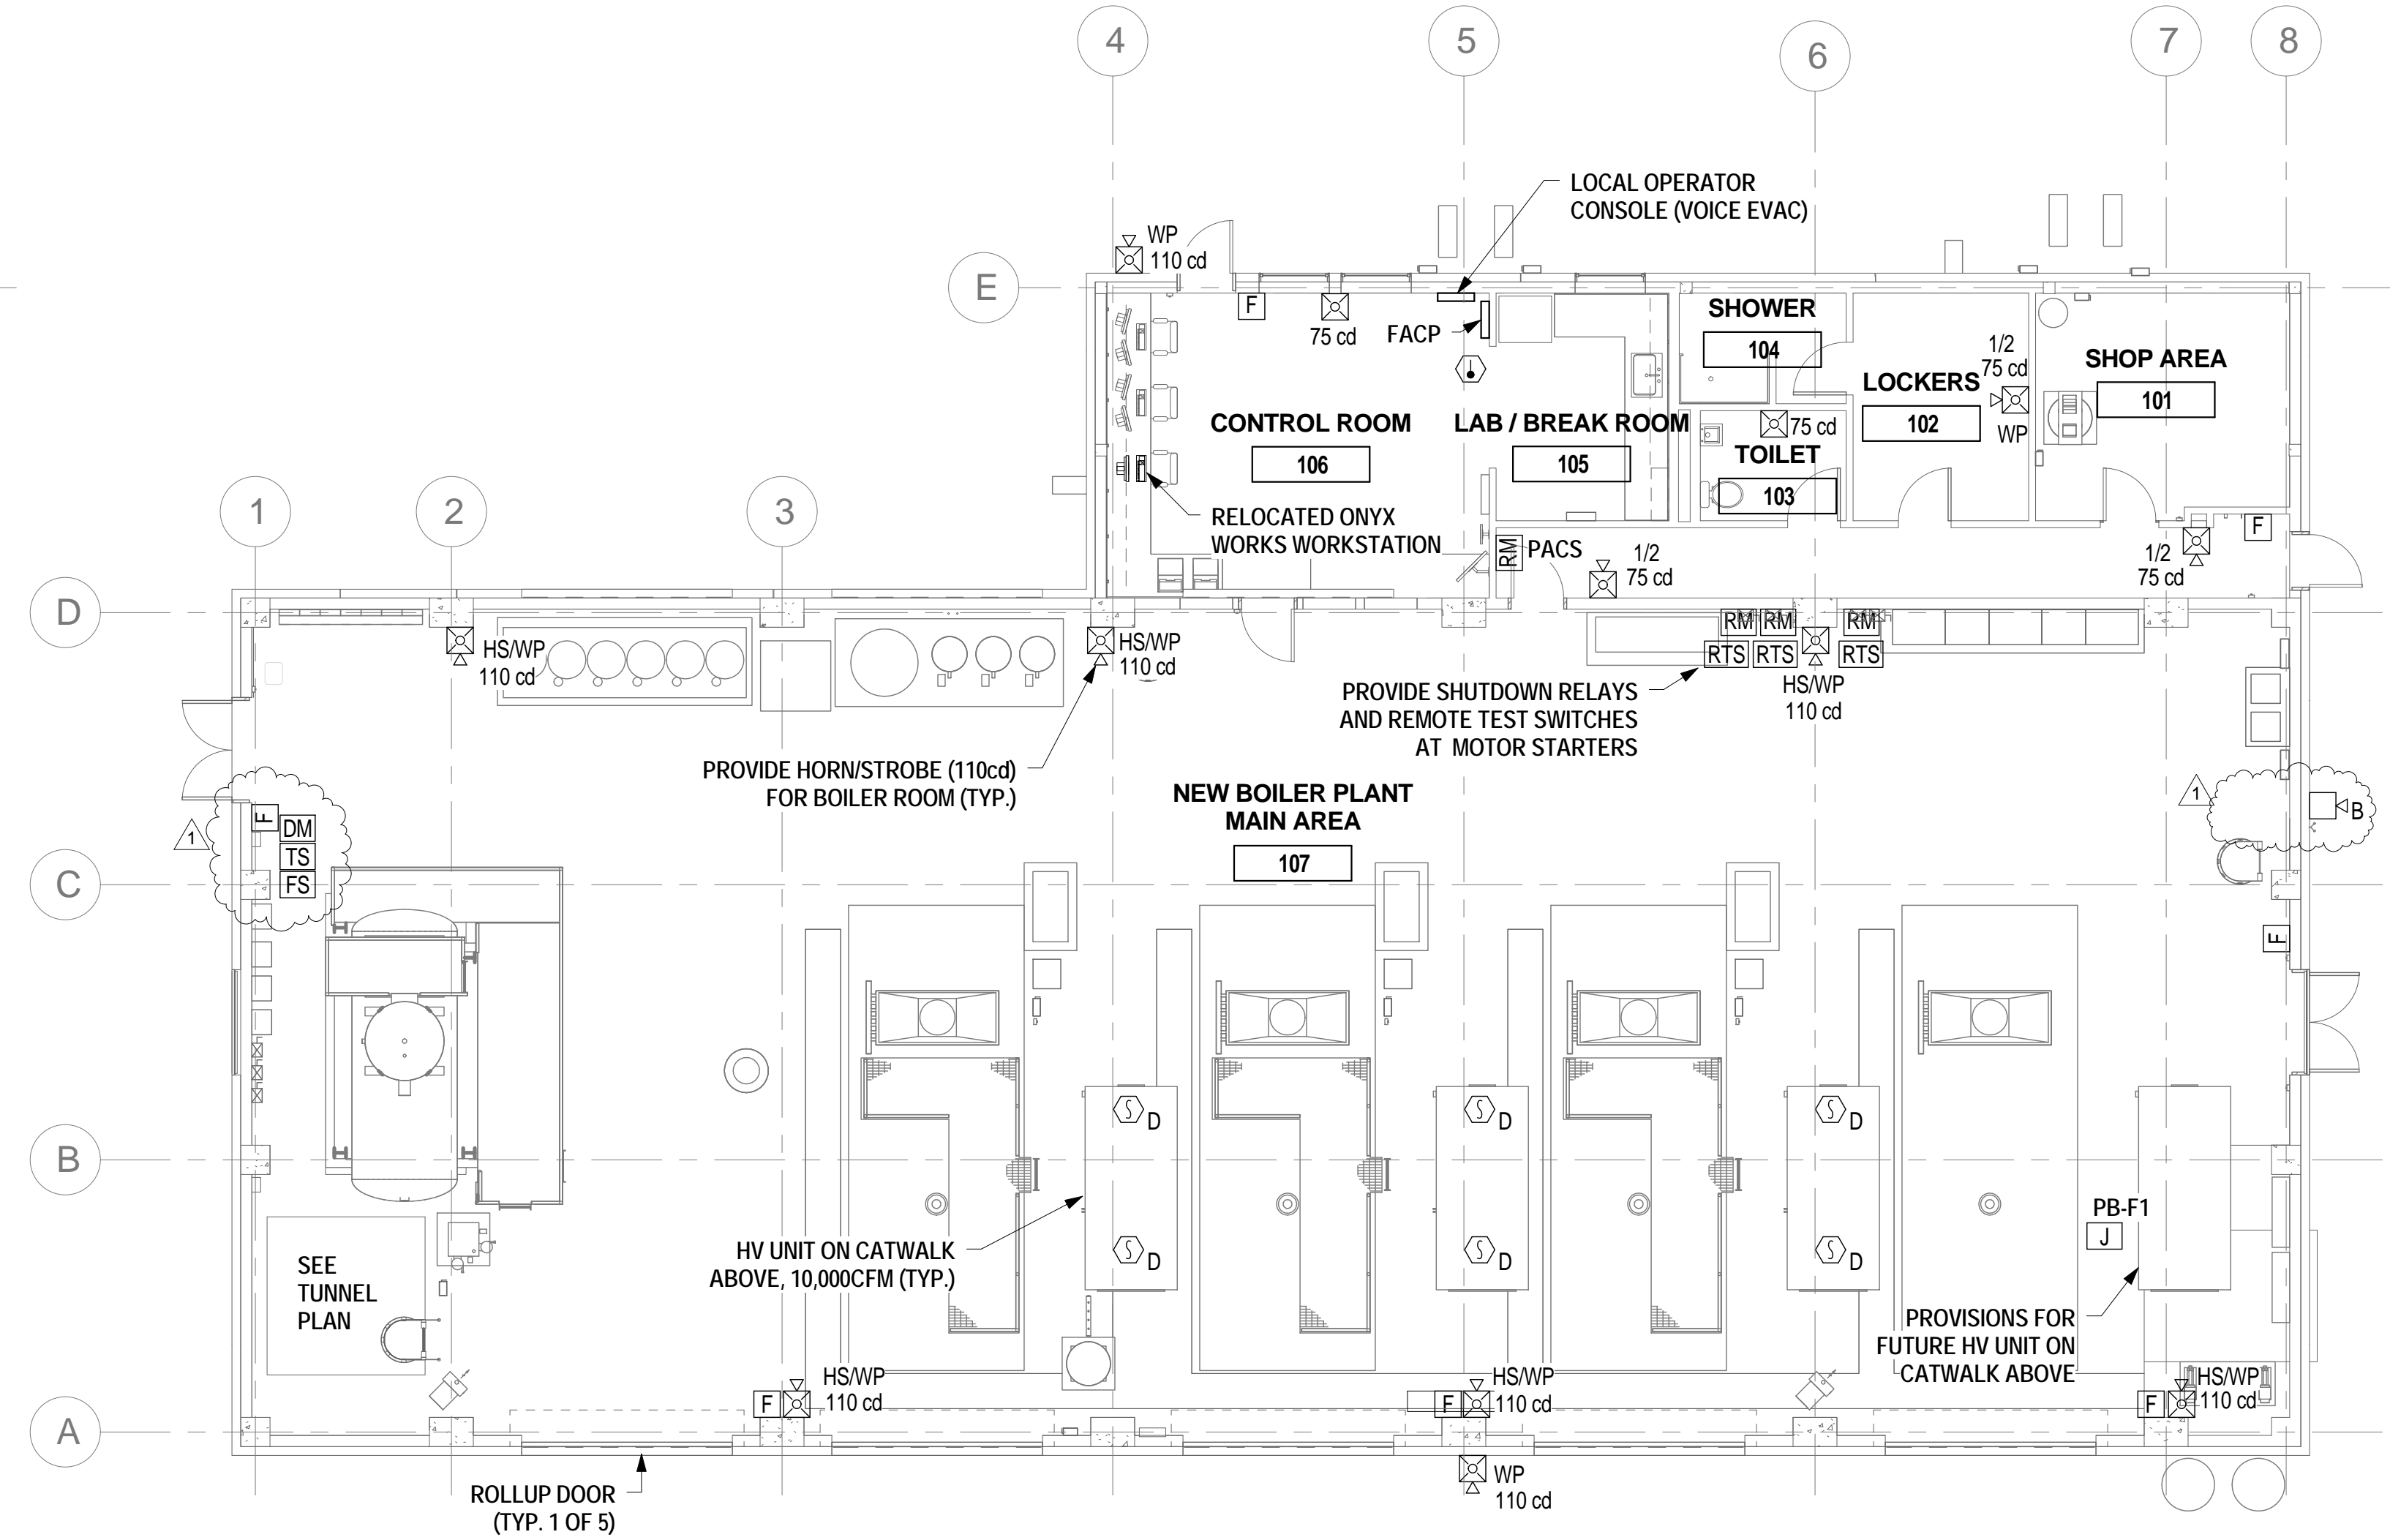 4
5
6
7
8
LOCAL OPERATOR
CONSOLE (VOICE EVAC)
WP
110 cd
E
F
75 cd
FACP
SHOWER
104
1/2
75 cd
WP
LOCKERS
102
SHOP AREA
101
CONTROL ROOM
106
LAB / BREAK ROOM
105
75 cd
TOILET
103
1
2
3
RELOCATED ONYX
WORKS WORKSTATION
RM
PACS
1/2
75 cd
1/2
75 cd
F
D
HS/WP
110 cd
HS/WP
110 cd
RM
RM
RM
RTS
RTS
RTS
HS/WP
110 cd
PROVIDE SHUTDOWN RELAYS
AND REMOTE TEST SWITCHES
AT MOTOR STARTERS
PROVIDE HORN/STROBE (110cd)
FOR BOILER ROOM (TYP.)
NEW BOILER PLANT
MAIN AREA
107
1
F
DM
TS
FS
1
B
C
F
S
D
S
D
S
D
B
S
D
S
D
S
D
HV UNIT ON CATWALK
ABOVE, 10,000CFM (TYP.)
PB-F1
J
SEE
TUNNEL
PLAN
PROVISIONS FOR
FUTURE HV UNIT ON
CATWALK ABOVE
F
HS/WP
110 cd
F
HS/WP
110 cd
F
HS/WP
110 cd
A
WP
110 cd
ROLLUP DOOR
(TYP. 1 OF 5)